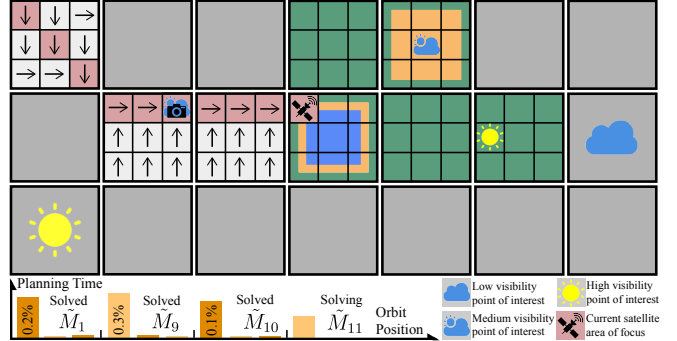 Planning Time
0.2%
Solved
M̃₁
0.3%
Solved
M̃₉
0.1%
Solved
M̃₁₀
Solving
M̃₁₁
Orbit
Position
Low visibility
point of interest
High visibility
point of interest
Medium visibility
point of interest
Current satellite
area of focus